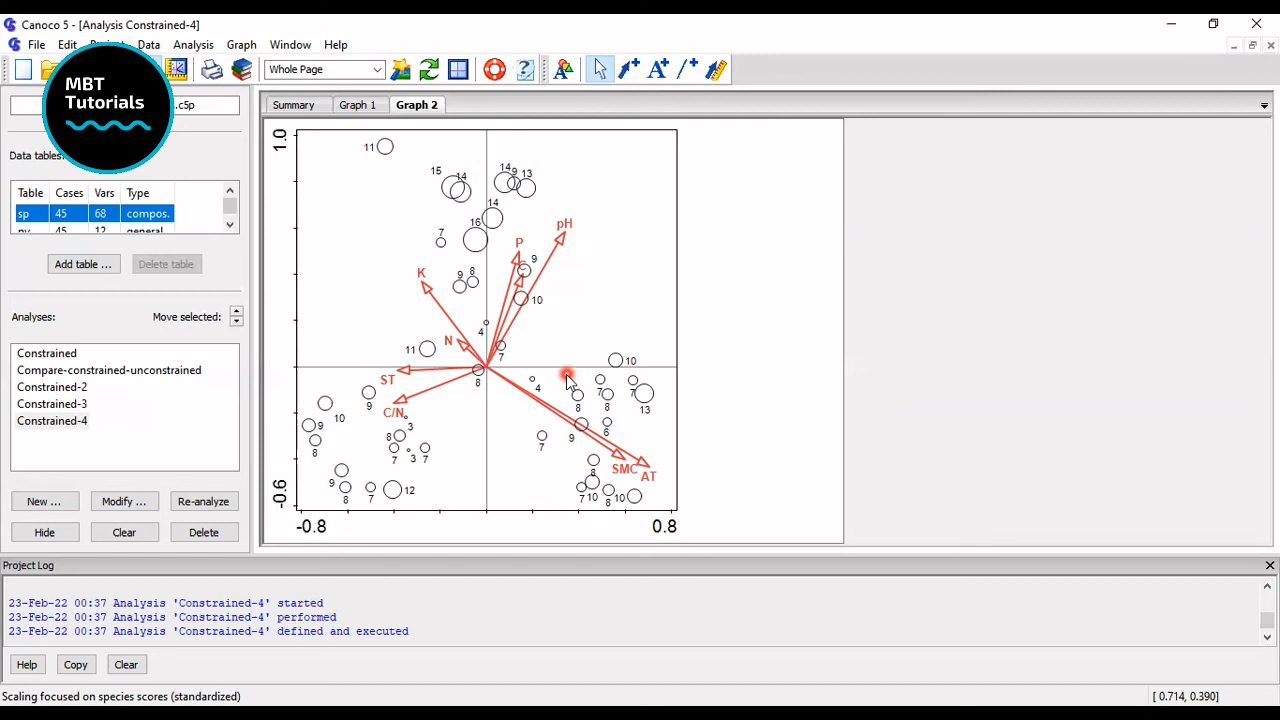 Canoco 5 - [Analysis Constrained-4]
File Edit Data Analysis Graph Window Help
MBT
Tutorials
Whole Page
.c5p
Summary Graph 1 Graph 2
Data tables:
Table Cases Vars Type
sp 45 68 compos.
45 12 general
Add table ... Delete table
Analyses: Move selected:
Constrained
Compare-constrained-unconstrained
Constrained-2
Constrained-3
Constrained-4
New ... Modify ... Re-analyze
Hide Clear Delete
1.0
11
15 14 14 9 13
14
16
7
pH
P
C
9
K
9 8
10
4
N
11
7
10
ST
8
4
7 8 7
8
13
C/N
9
10
3
9
8
8
7 3 7
7
9
6
SMC AT
8
9
8 7 12
7 10 8 10
-0.6
-0.8 0.8
Project Log
23-Feb-22 00:37 Analysis 'Constrained-4' started
23-Feb-22 00:37 Analysis 'Constrained-4' performed
23-Feb-22 00:37 Analysis 'Constrained-4' defined and executed
Help Copy Clear
Scaling focused on species scores (standardized) [ 0.714, 0.390]